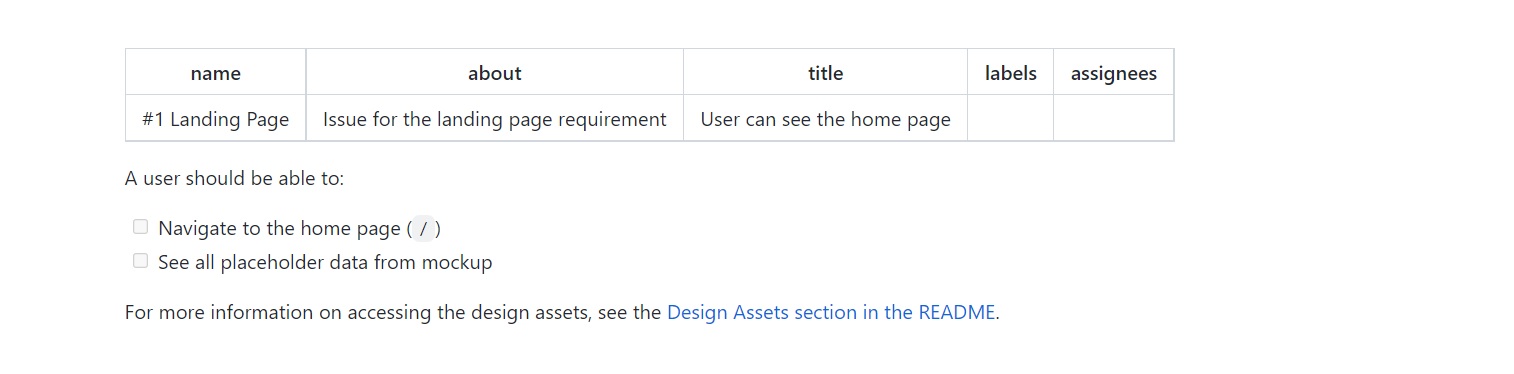 name about title labels assignees
#1 Landing Page Issue for the landing page requirement User can see the home page
A user should be able to:
Navigate to the home page ( / )
See all placeholder data from mockup
For more information on accessing the design assets, see the Design Assets section in the README.